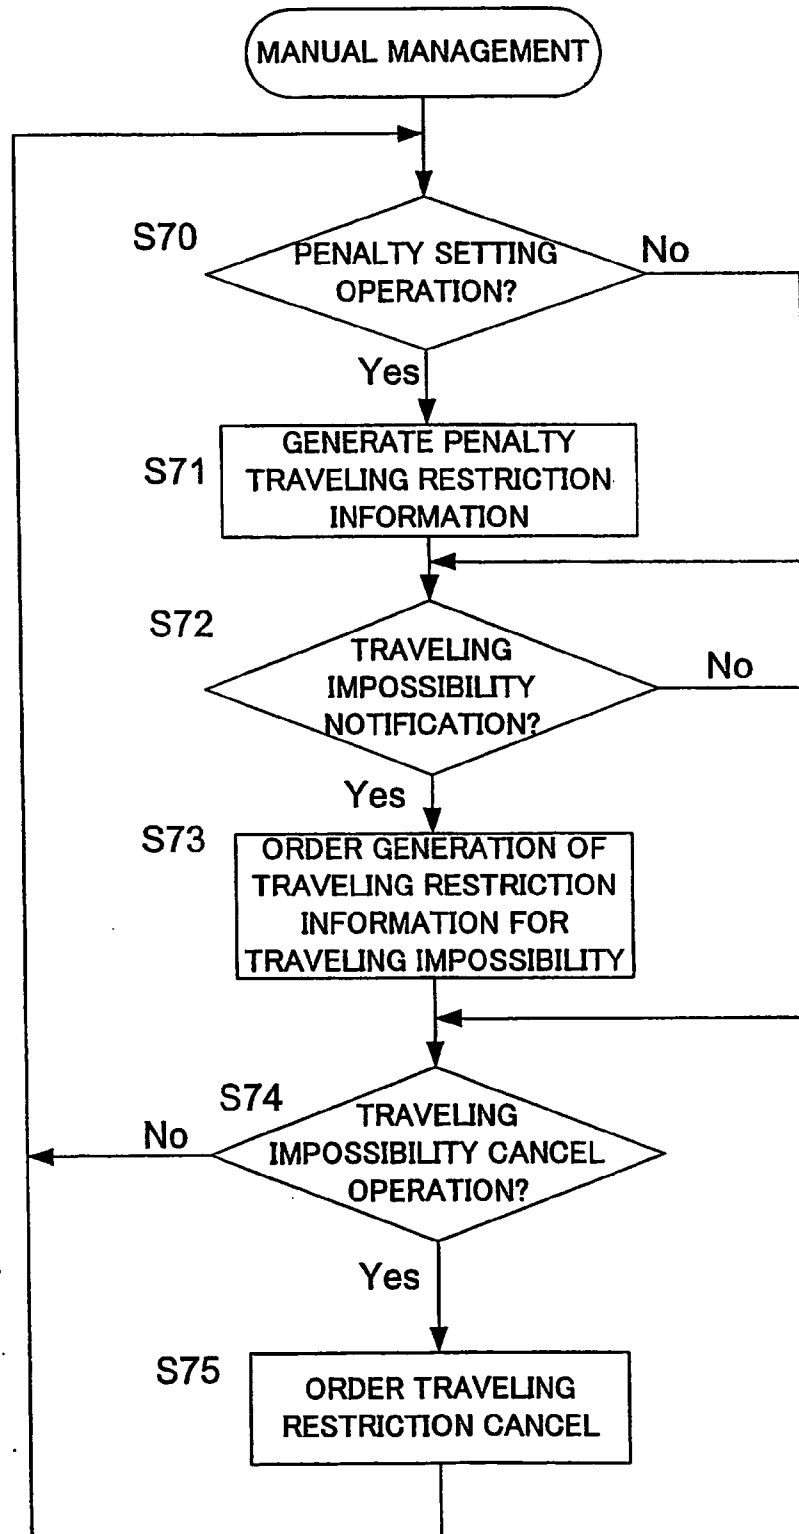 MANUAL MANAGEMENT
S70
PENALTY SETTING
OPERATION?
No
Yes
S71
GENERATE PENALTY
TRAVELING RESTRICTION
INFORMATION
S72
TRAVELING
IMPOSSIBILITY
NOTIFICATION?
No
Yes
S73
ORDER GENERATION OF
TRAVELING RESTRICTION
INFORMATION FOR
TRAVELING IMPOSSIBILITY
S74
TRAVELING
IMPOSSIBILITY CANCEL
OPERATION?
No
Yes
S75
ORDER TRAVELING
RESTRICTION CANCEL